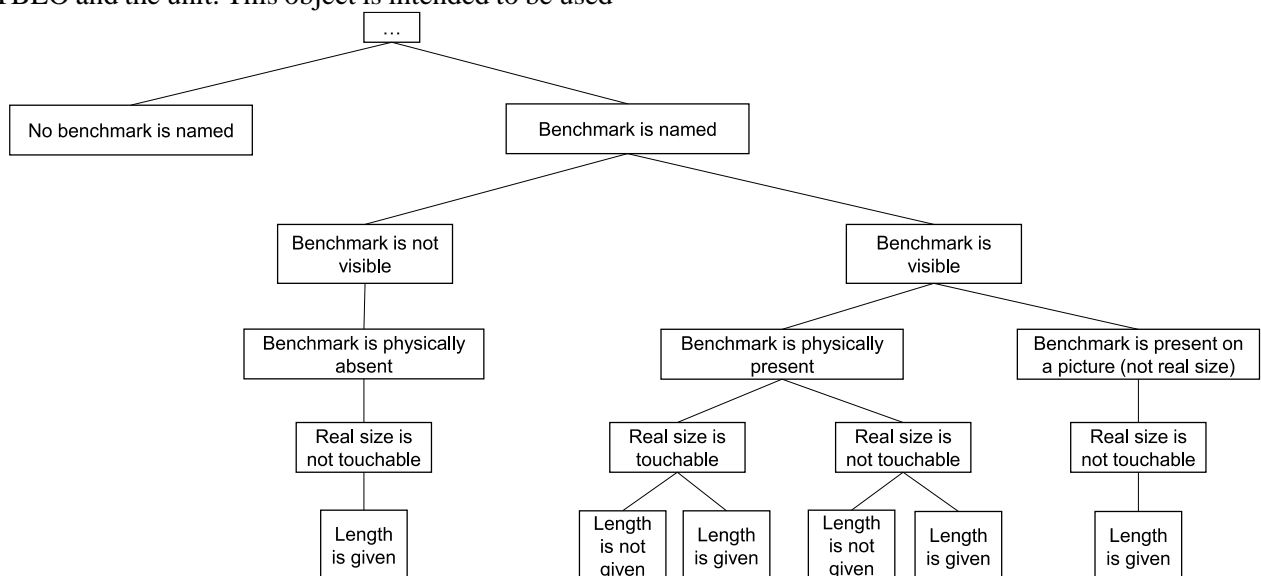 TBEO and the unit. This object is intended to be used
...
No benchmark is named
Benchmark is named
Benchmark is not
visible
Benchmark is
visible
Benchmark is physically
absent
Benchmark is physically
present
Benchmark is present on
a picture (not real size)
Real size is
not touchable
Real size is
touchable
Real size is
not touchable
Real size is
not touchable
Length
is given
Length
is not
given
Length
is given
Length
is not
given
Length
is given
Length
is given